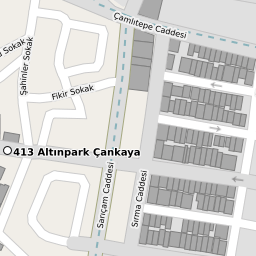 Çamlıtepe Caddesi
Sokak
Şahinler Sokak
Fikir Sokak
413 Altınpark Çankaya
Sarıçam Caddesi
Sırma Caddesi